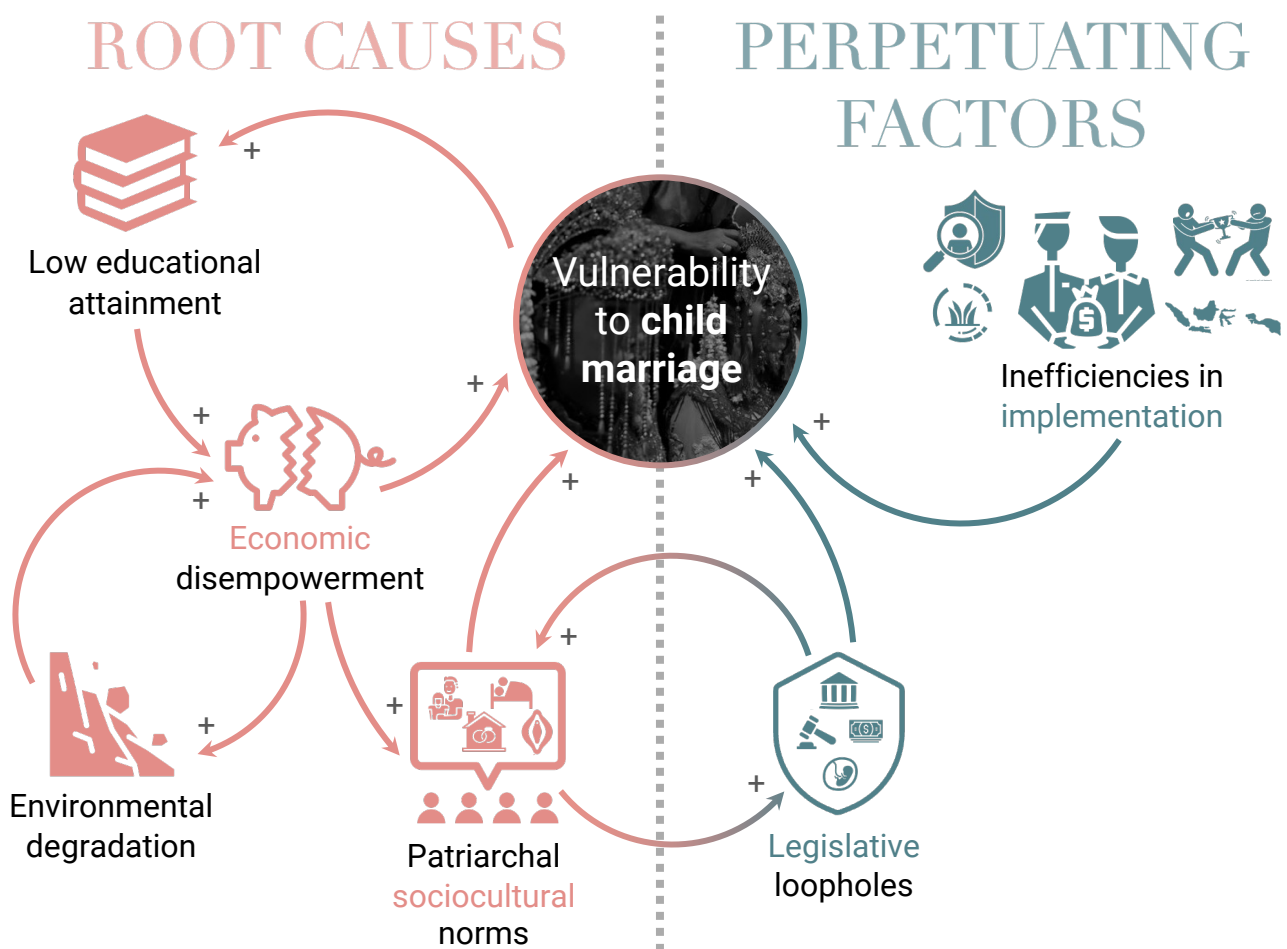 ROOT CAUSES
PERPETUATING
FACTORS
+
Low educational
attainment
Vulnerability
to child
marriage
Inefficiencies in
implementation
+
+
+
+
+
+
Economic
disempowerment
+
+
+
Environmental
degradation
Patriarchal
sociocultural
norms
+
Legislative
loopholes
$
$